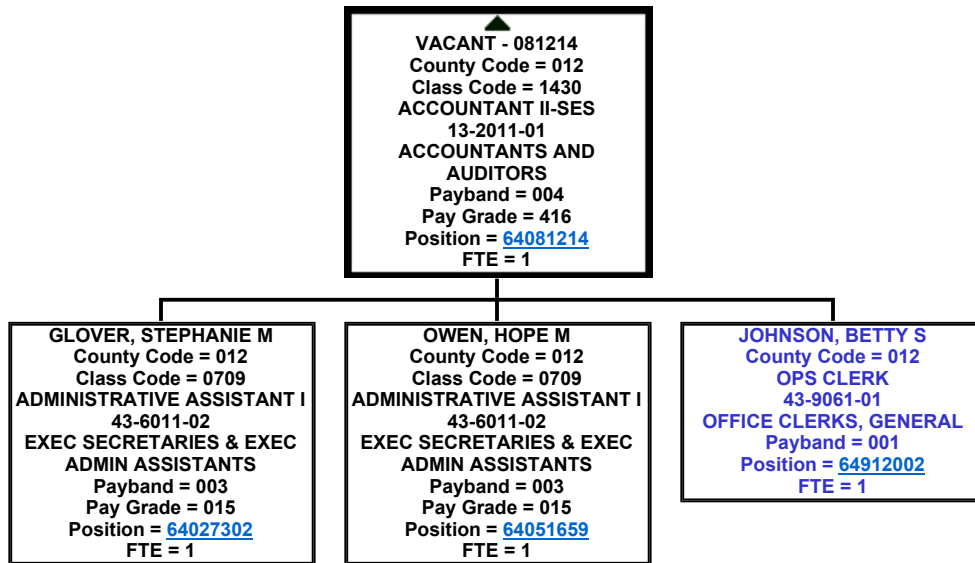 VACANT - 081214
County Code = 012
Class Code = 1430
ACCOUNTANT II-SES
13-2011-01
ACCOUNTANTS AND
AUDITORS
Payband = 004
Pay Grade = 416
Position = 64081214
FTE = 1
GLOVER, STEPHANIE M
County Code = 012
Class Code = 0709
ADMINISTRATIVE ASSISTANT I
43-6011-02
EXEC SECRETARIES & EXEC
ADMIN ASSISTANTS
Payband = 003
Pay Grade = 015
Position = 64027302
FTE = 1
OWEN, HOPE M
County Code = 012
Class Code = 0709
ADMINISTRATIVE ASSISTANT I
43-6011-02
EXEC SECRETARIES & EXEC
ADMIN ASSISTANTS
Payband = 003
Pay Grade = 015
Position = 64051659
FTE = 1
JOHNSON, BETTY S
County Code = 012
OPS CLERK
43-9061-01
OFFICE CLERKS, GENERAL
Payband = 001
Position = 64912002
FTE = 1